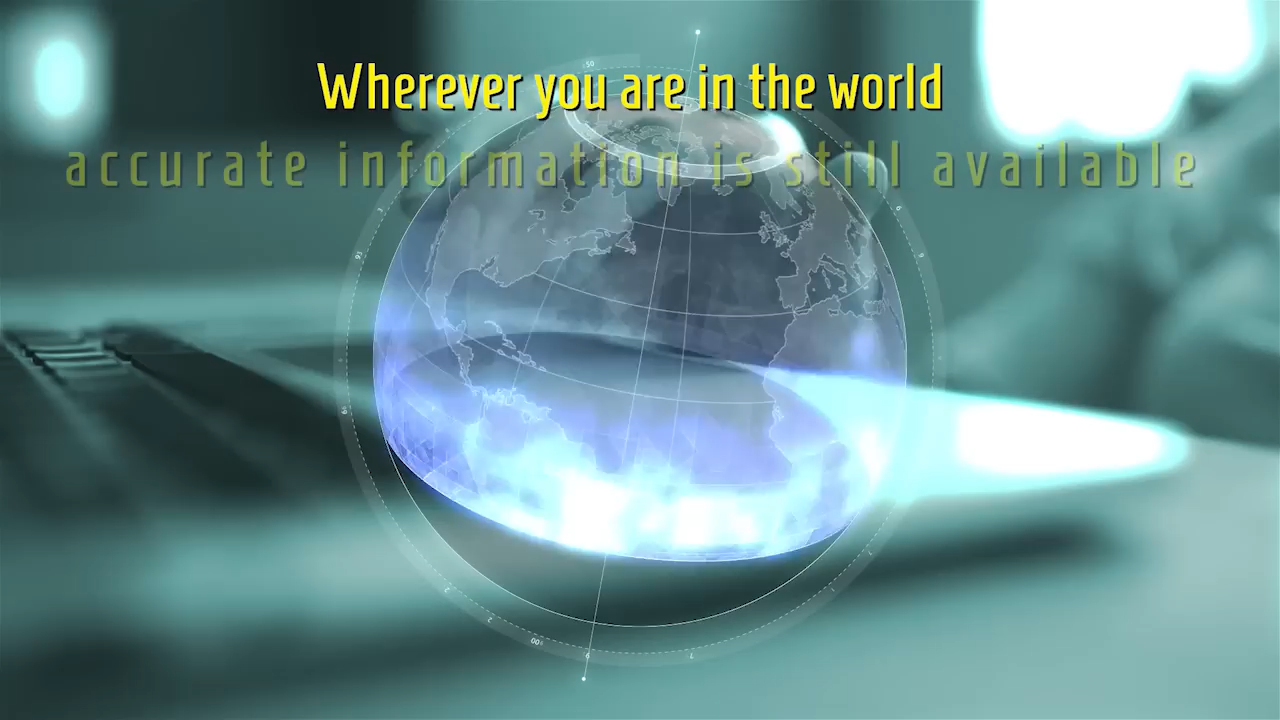 Wherever you are in the world
accurate information is still available